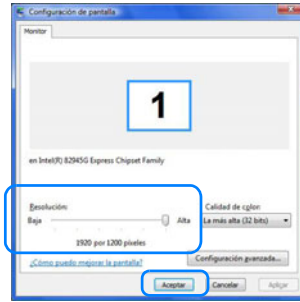 Configuración de pantalla
Monitor
1
en Intel(R) 82945G Express Chipset Family
Resolución:
Calidad de color:
Baja
Alta
La más alta (32 bits)
1920 por 1200 píxeles
¿Cómo puedo mejorar la pantalla?
Configuración avanzada...
Aceptar
Cancelar
Aplicar